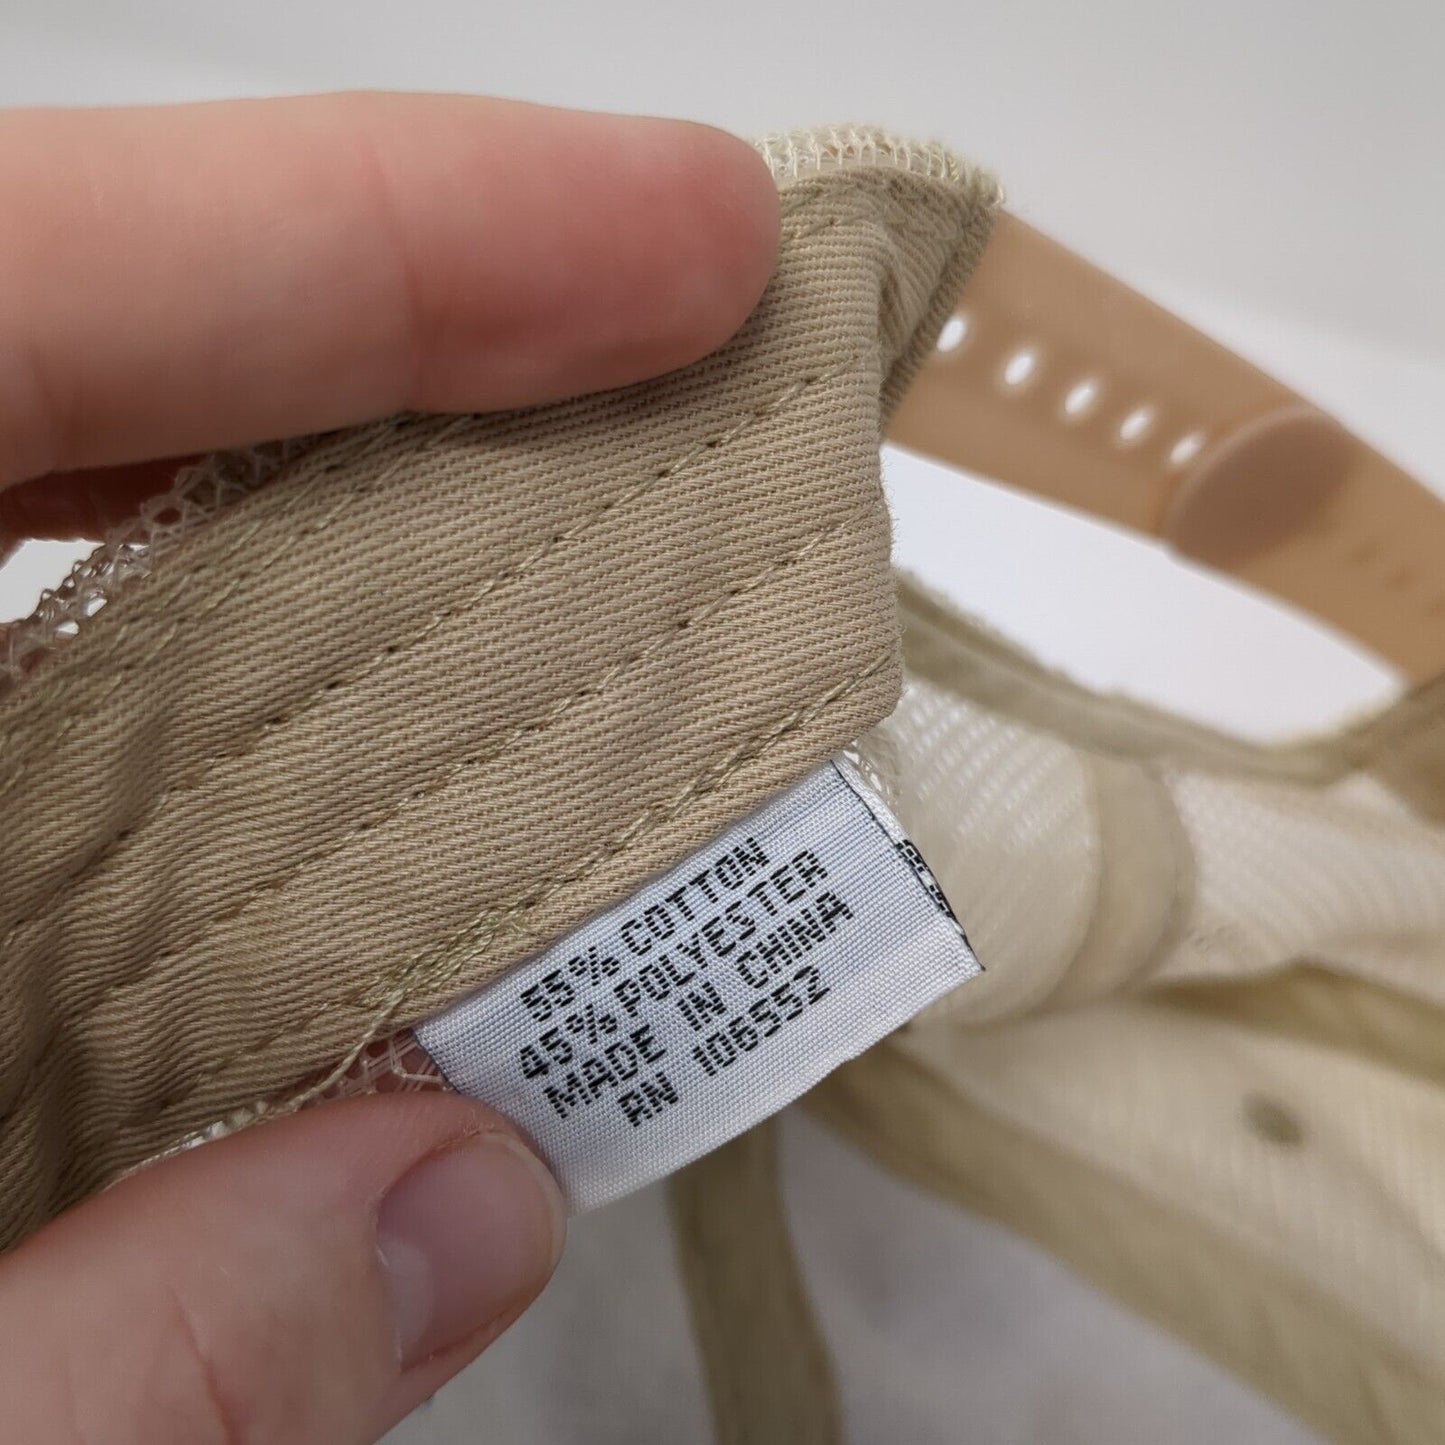 55% COTTON
45% POLYESTER
MADE IN CHINA
RN 106552